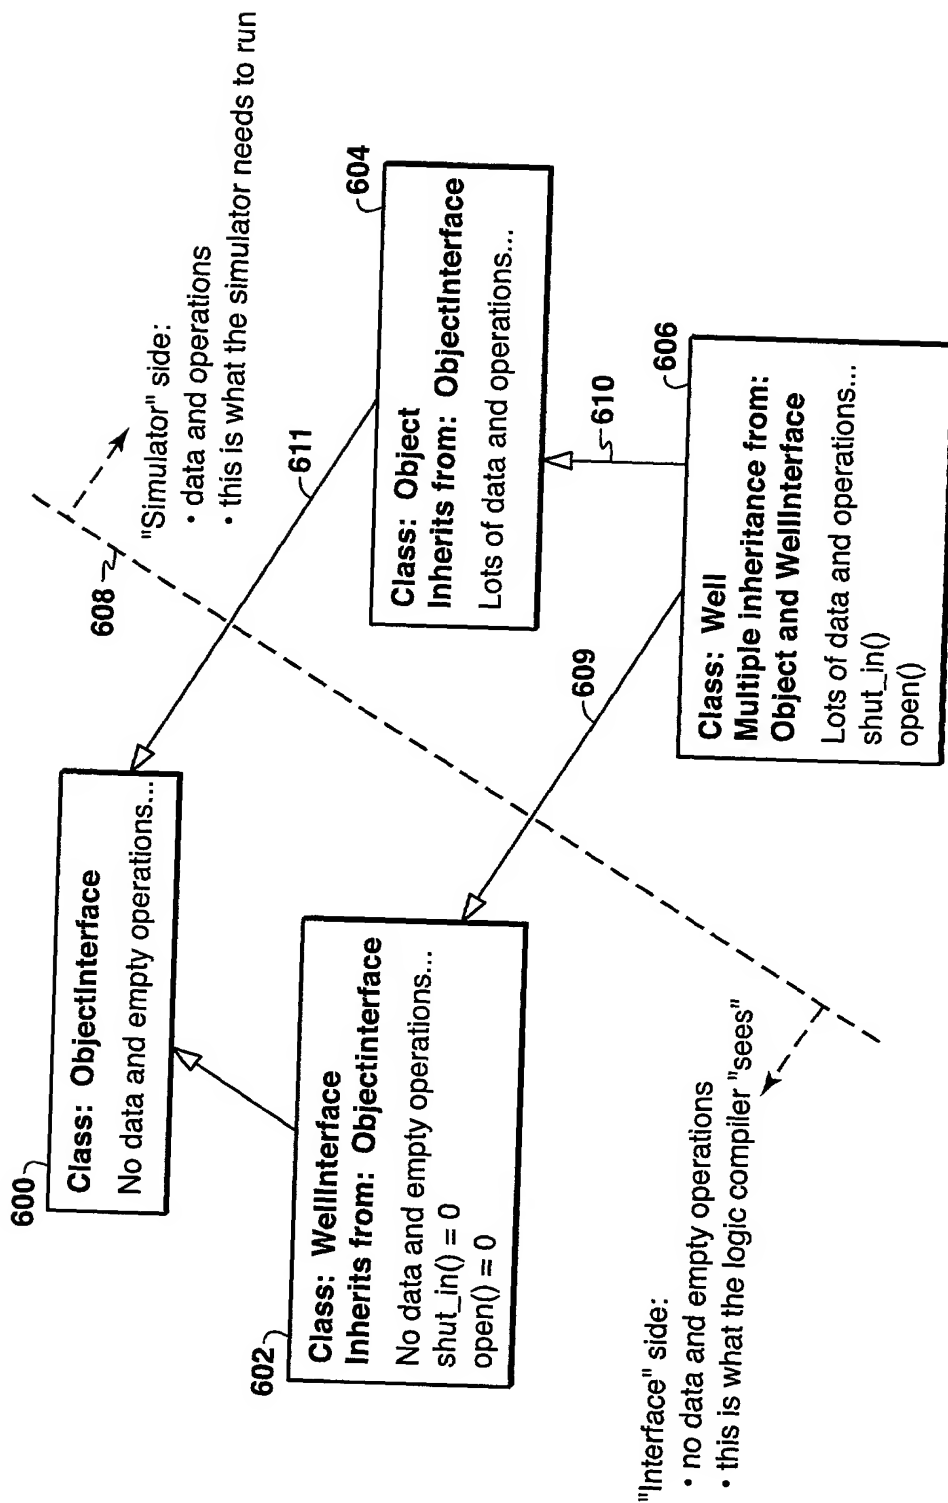 600
Class: ObjectInterface
No data and empty operations...
602
Class: WellInterface
Inherits from: Objectinterface
No data and empty operations...
shut_in() = 0
open() = 0
"Interface" side:
• no data and empty operations
• this is what the logic compiler "sees"
608
"Simulator" side:
• data and operations
• this is what the simulator needs to run
611
604
Class: Object
Inherits from: ObjectInterface
Lots of data and operations...
609
610
606
Class: Well
Multiple inheritance from:
Object and WellInterface
Lots of data and operations...
shut_in()
open()